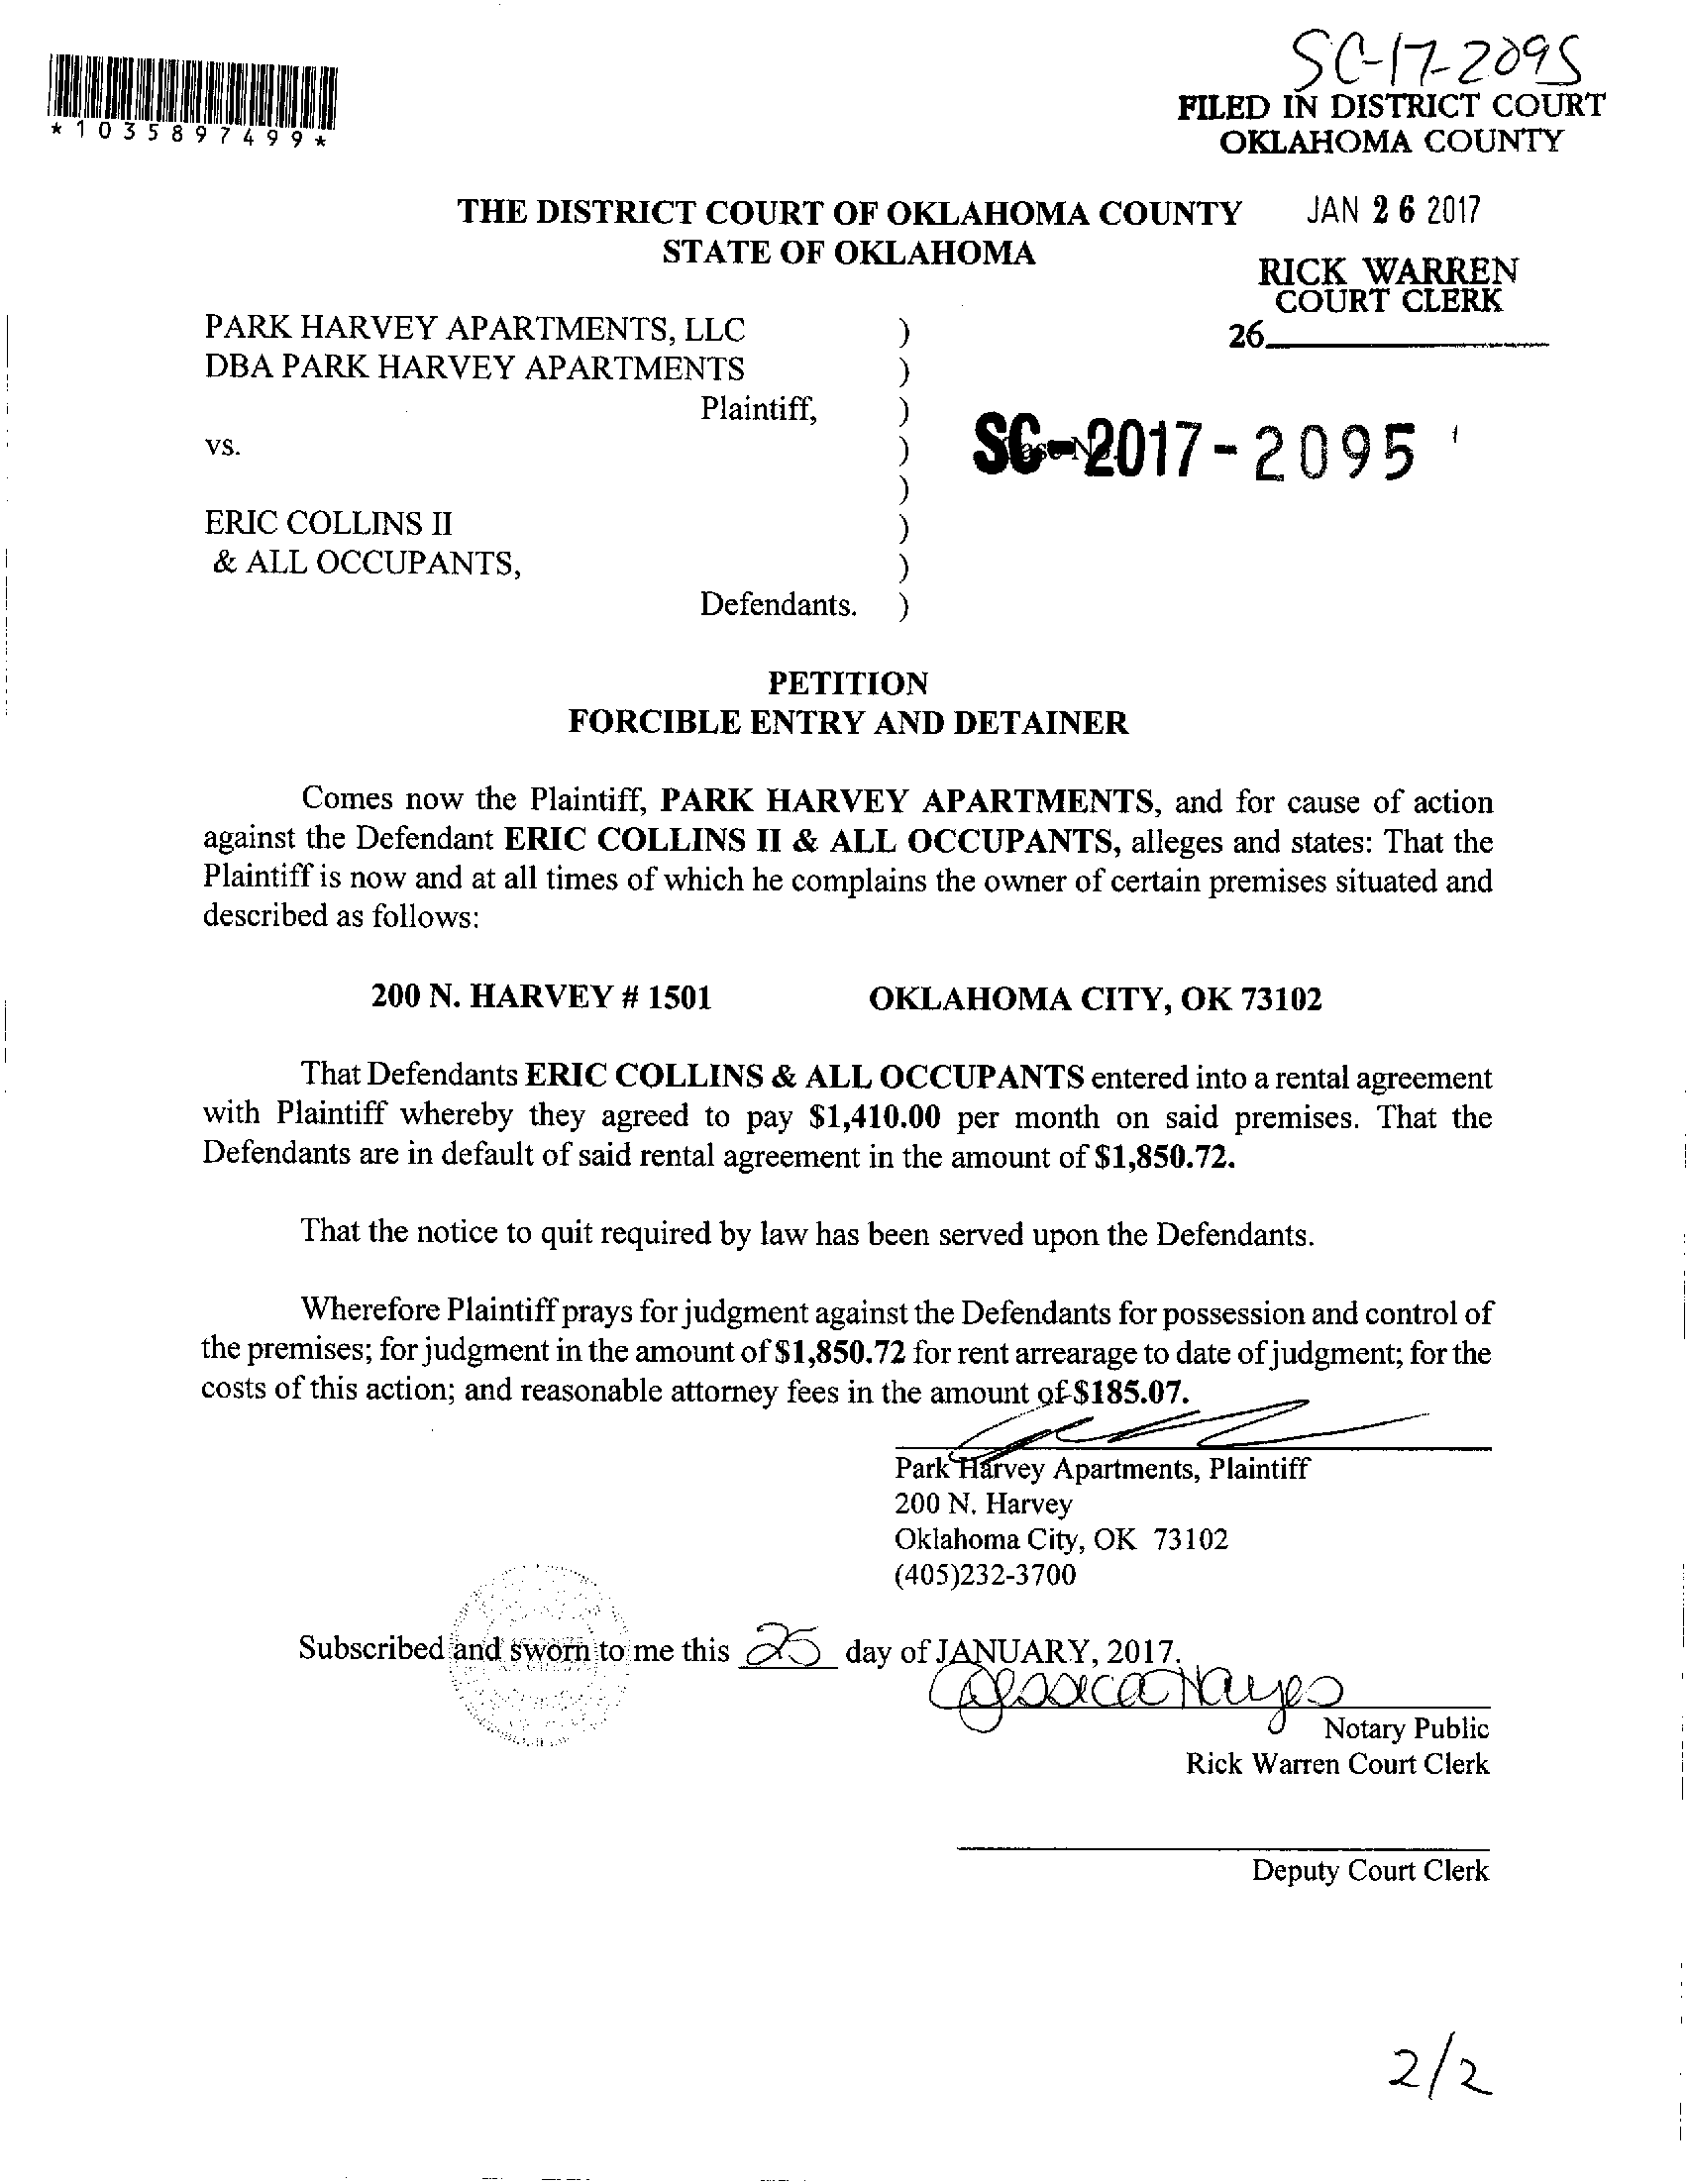 SC-17-2095
*1035897499*
FILED IN DISTRICT COURT
OKLAHOMA COUNTY
THE DISTRICT COURT OF OKLAHOMA COUNTY
STATE OF OKLAHOMA
JAN 26 2017
RICK WARREN
COURT CLERK
26
PARK HARVEY APARTMENTS, LLC )
DBA PARK HARVEY APARTMENTS )
Plaintiff, )
vs. )
)
SC-2017-2095
ERIC COLLINS II )
& ALL OCCUPANTS, )
Defendants. )
PETITION
FORCIBLE ENTRY AND DETAINER
Comes now the Plaintiff, PARK HARVEY APARTMENTS, and for cause of action
against the Defendant ERIC COLLINS II & ALL OCCUPANTS, alleges and states: That the
Plaintiff is now and at all times of which he complains the owner of certain premises situated and
described as follows:
200 N. HARVEY # 1501 OKLAHOMA CITY, OK 73102
That Defendants ERIC COLLINS & ALL OCCUPANTS entered into a rental agreement
with Plaintiff whereby they agreed to pay $1,410.00 per month on said premises. That the
Defendants are in default of said rental agreement in the amount of $1,850.72.
That the notice to quit required by law has been served upon the Defendants.
Wherefore Plaintiff prays for judgment against the Defendants for possession and control of
the premises; for judgment in the amount of $1,850.72 for rent arrearage to date of judgment; for the
costs of this action; and reasonable attorney fees in the amount of $185.07.
Park Harvey Apartments, Plaintiff
200 N. Harvey
Oklahoma City, OK 73102
(405)232-3700
Subscribed and sworn to me this 25 day of JANUARY, 2017.
Jessica Hayes
Notary Public
Rick Warren Court Clerk
Deputy Court Clerk
2/2